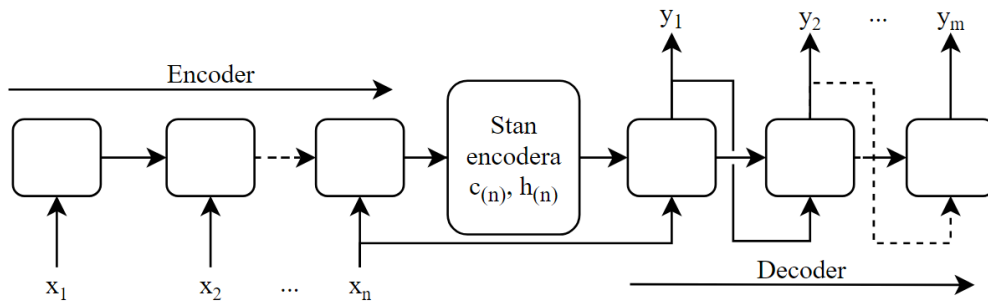 y₁ y₂ ... yₘ
Encoder
Stan
encodera
c₍ₙ₎, h₍ₙ₎
x₁ x₂ ... xₙ
Decoder